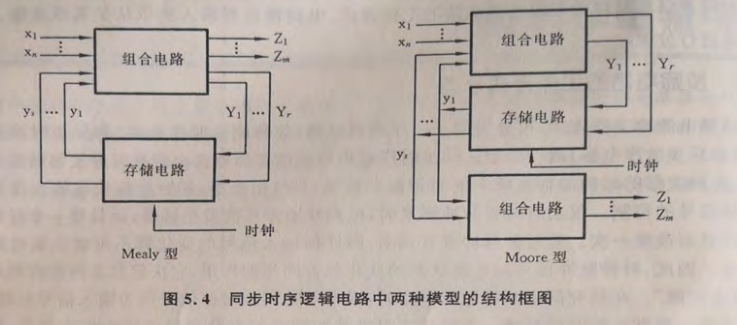 x₁
⋮
xₙ
组合电路
Z₁
⋮
Zₘ
yₛ … y₁
Y₁ … Yᵣ
存储电路
时钟
Mealy 型
x₁
⋮
xₙ
组合电路
Y₁ … Yᵣ
y₁
存储电路
…
yᵣ
时钟
组合电路
Z₁
⋮
Zₘ
Moore 型
图 5.4 同步时序逻辑电路中两种模型的结构框图